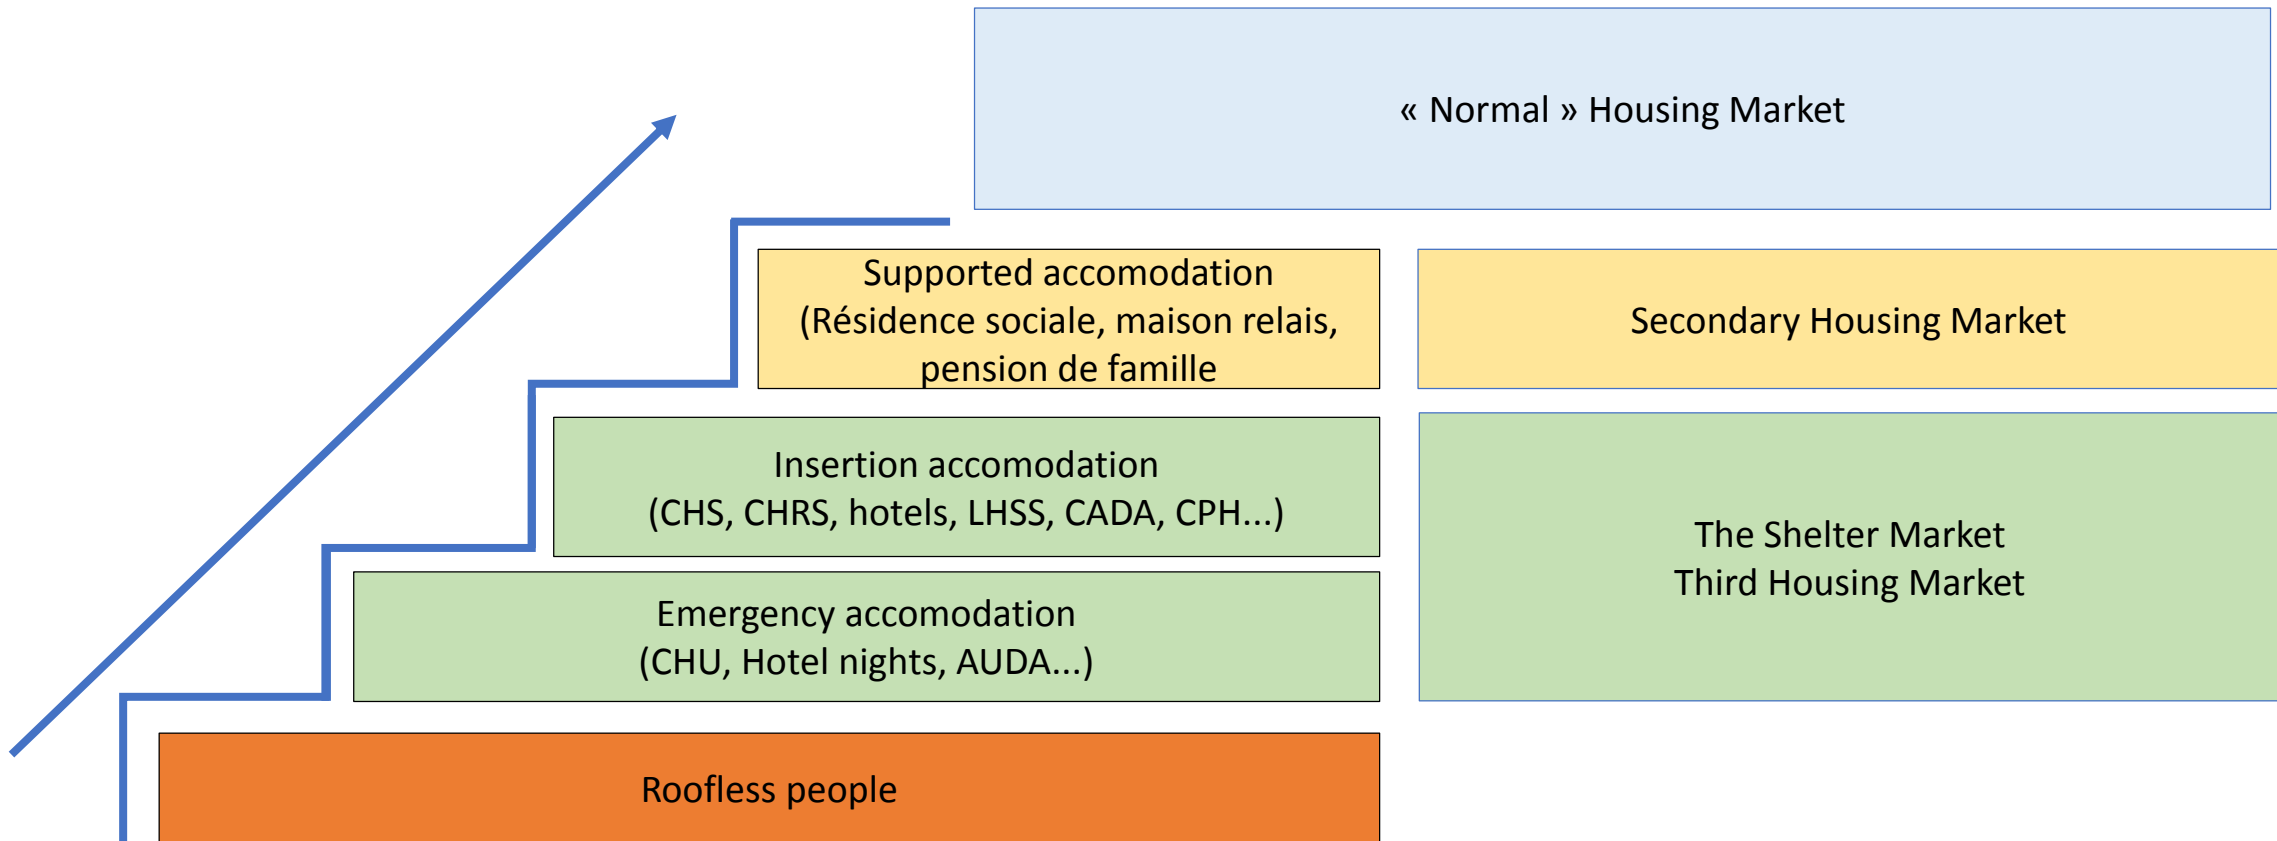 « Normal » Housing Market
Supported accomodation
(Résidence sociale, maison relais,
pension de famille
Secondary Housing Market
Insertion accomodation
(CHS, CHRS, hotels, LHSS, CADA, CPH...)
The Shelter Market
Third Housing Market
Emergency accomodation
(CHU, Hotel nights, AUDA...)
Roofless people